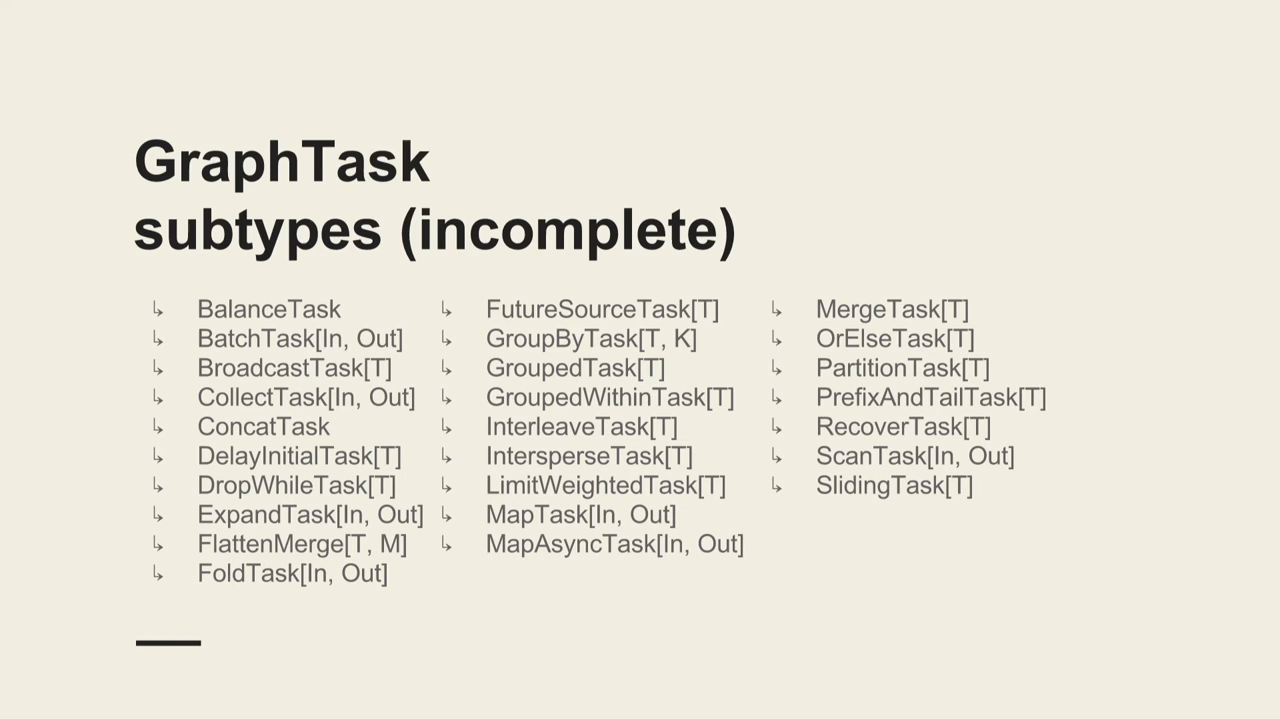 GraphTask
subtypes (incomplete)
↳ BalanceTask
↳ BatchTask[In, Out]
↳ BroadcastTask[T]
↳ CollectTask[In, Out]
↳ ConcatTask
↳ DelayInitialTask[T]
↳ DropWhileTask[T]
↳ ExpandTask[In, Out]
↳ FlattenMerge[T, M]
↳ FoldTask[In, Out]
↳ FutureSourceTask[T]
↳ GroupByTask[T, K]
↳ GroupedTask[T]
↳ GroupedWithinTask[T]
↳ InterleaveTask[T]
↳ IntersperseTask[T]
↳ LimitWeightedTask[T]
↳ MapTask[In, Out]
↳ MapAsyncTask[In, Out]
↳ MergeTask[T]
↳ OrElseTask[T]
↳ PartitionTask[T]
↳ PrefixAndTailTask[T]
↳ RecoverTask[T]
↳ ScanTask[In, Out]
↳ SlidingTask[T]